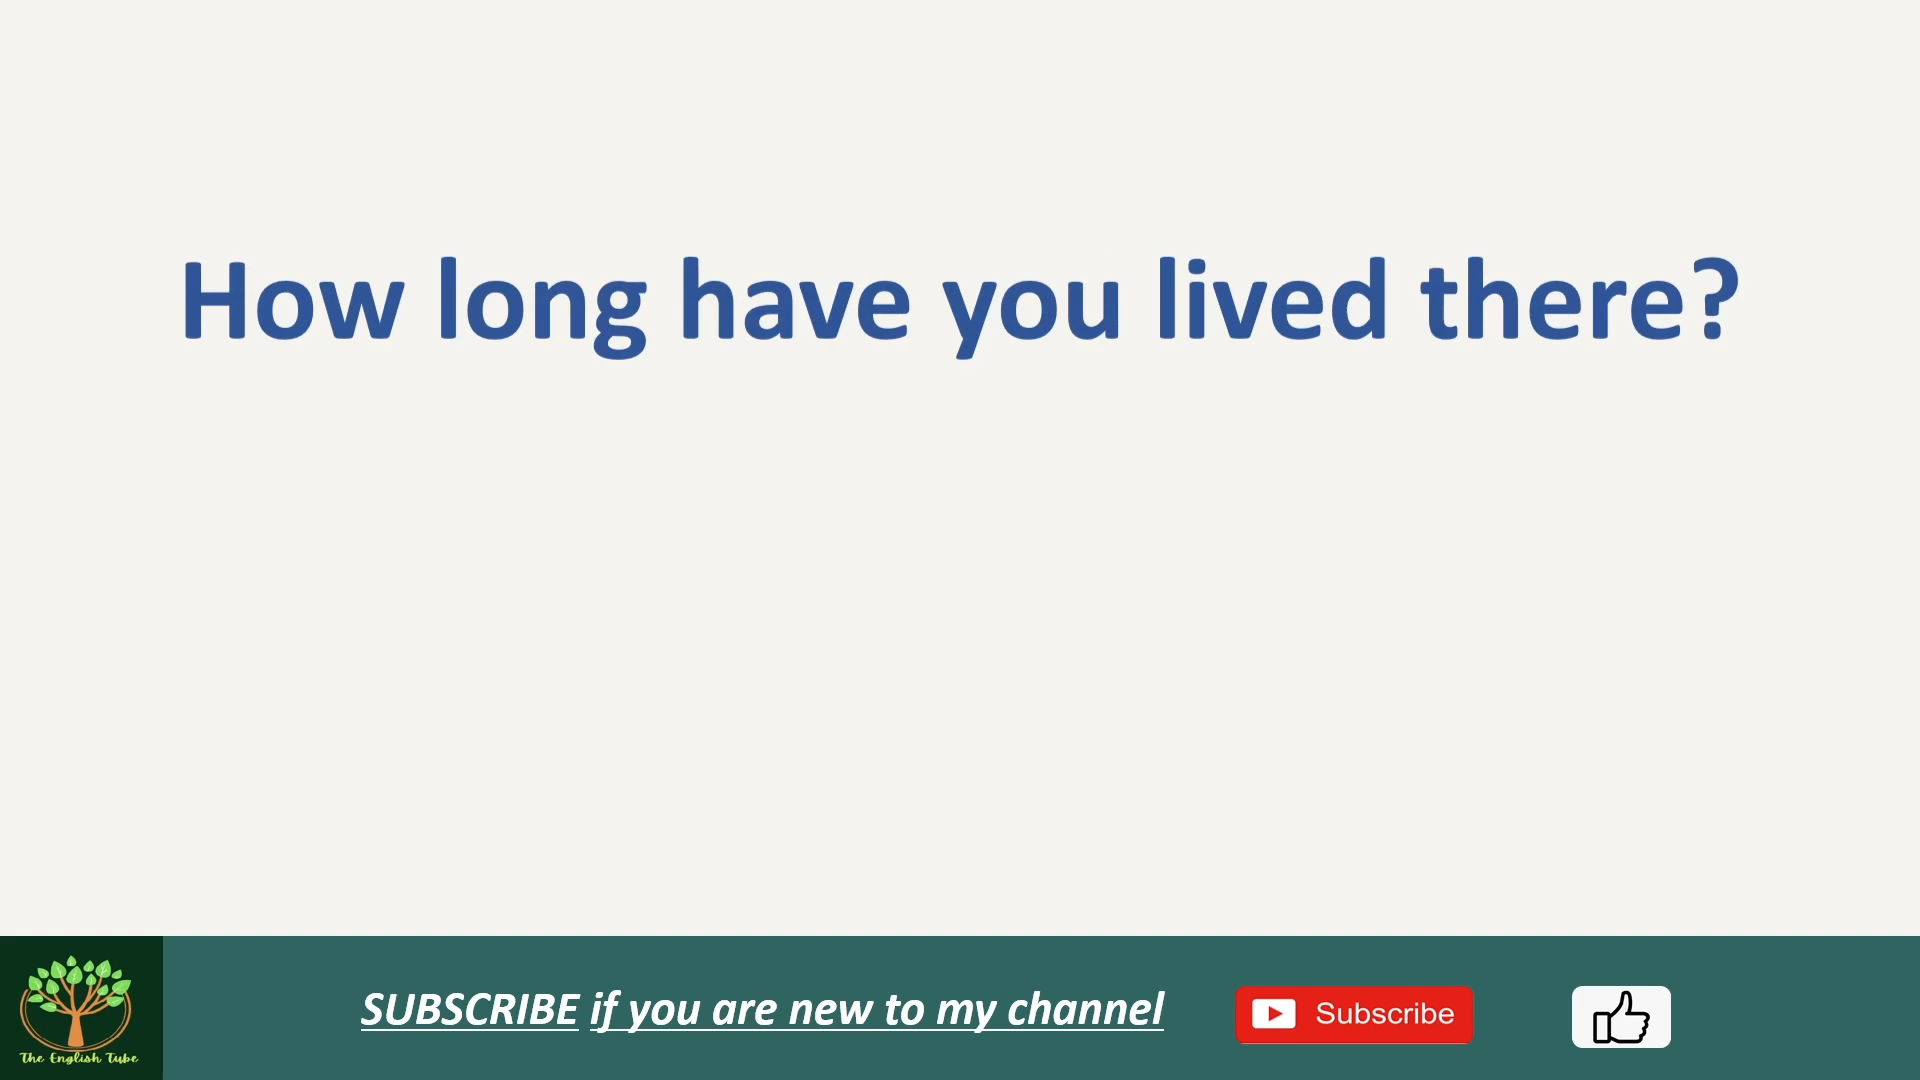 How long have you lived there?
SUBSCRIBE if you are new to my channel
Subscribe
The English Tube